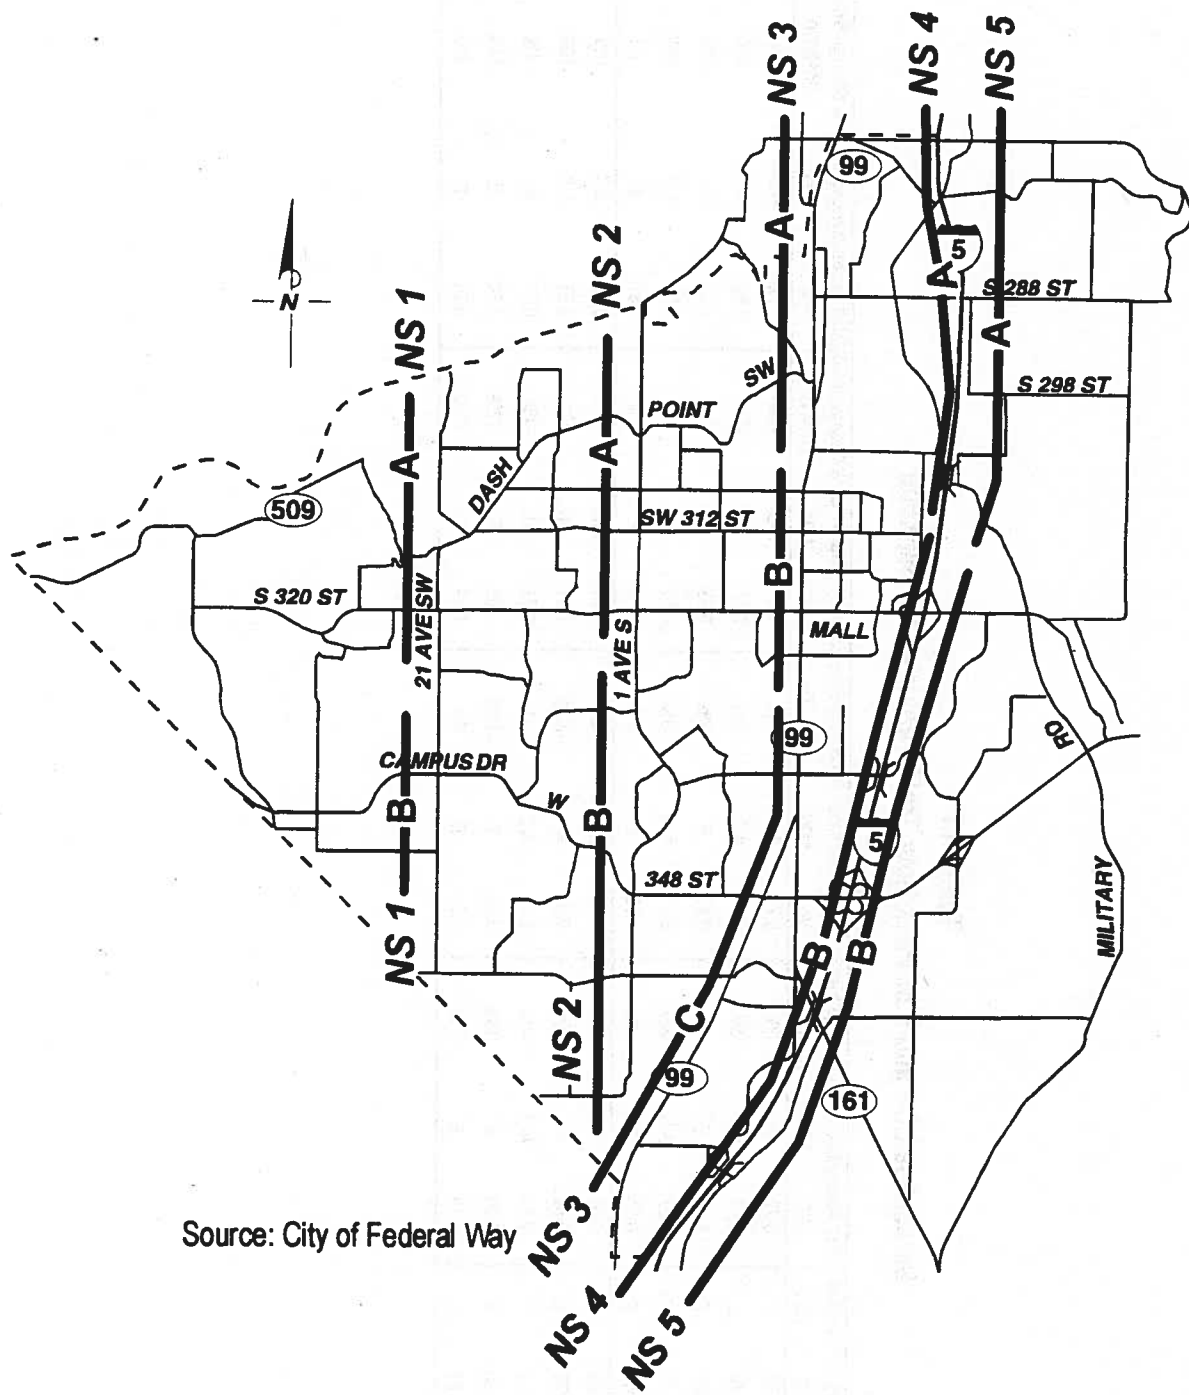 NS 3
NS 4
NS 5
99
A
5
N
NS 2
NS 1
A
S 288 ST
A
SW
S 298 ST
POINT
A
A
DASH
509
SW 312 ST
B
S 320 ST
21 AVE SW
1 AVE S
MALL
99
RD
CAMPUS DR
W
B
B
5
348 ST
MILITARY
NS 1
B
B
NS 2
C
99
161
NS 3
Source: City of Federal Way
NS 4
NS 5